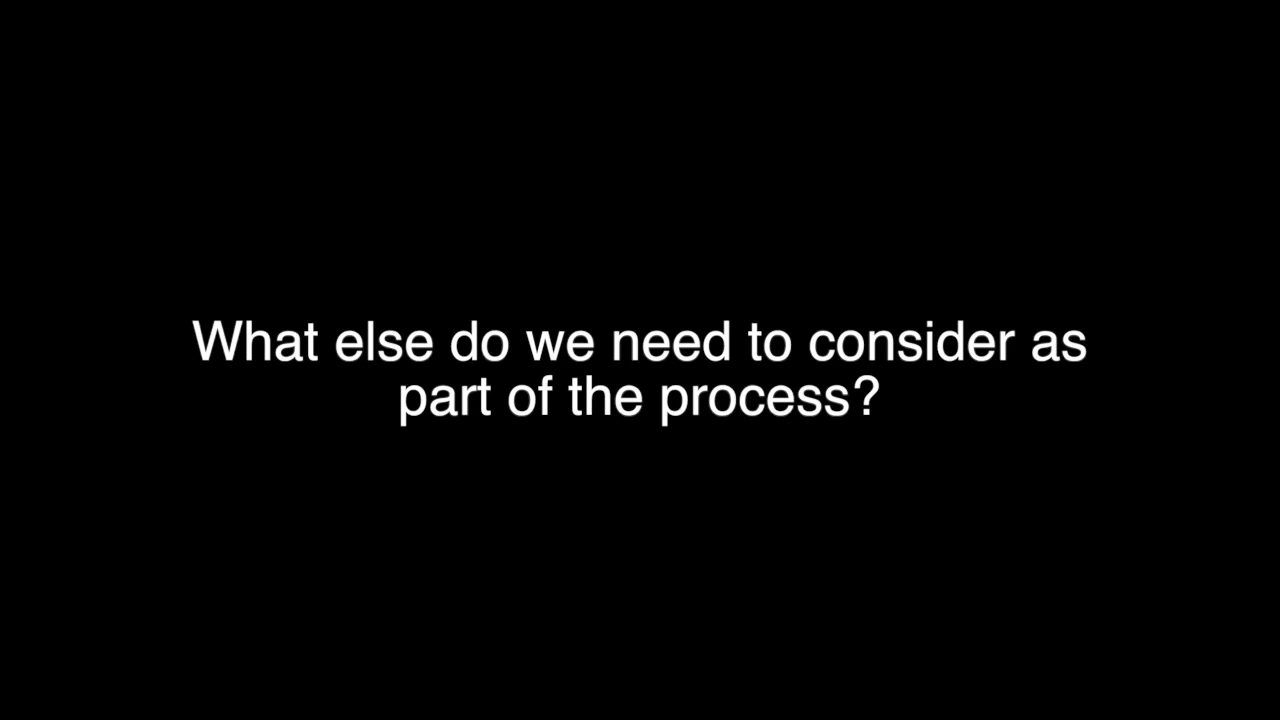 What else do we need to consider as
part of the process?